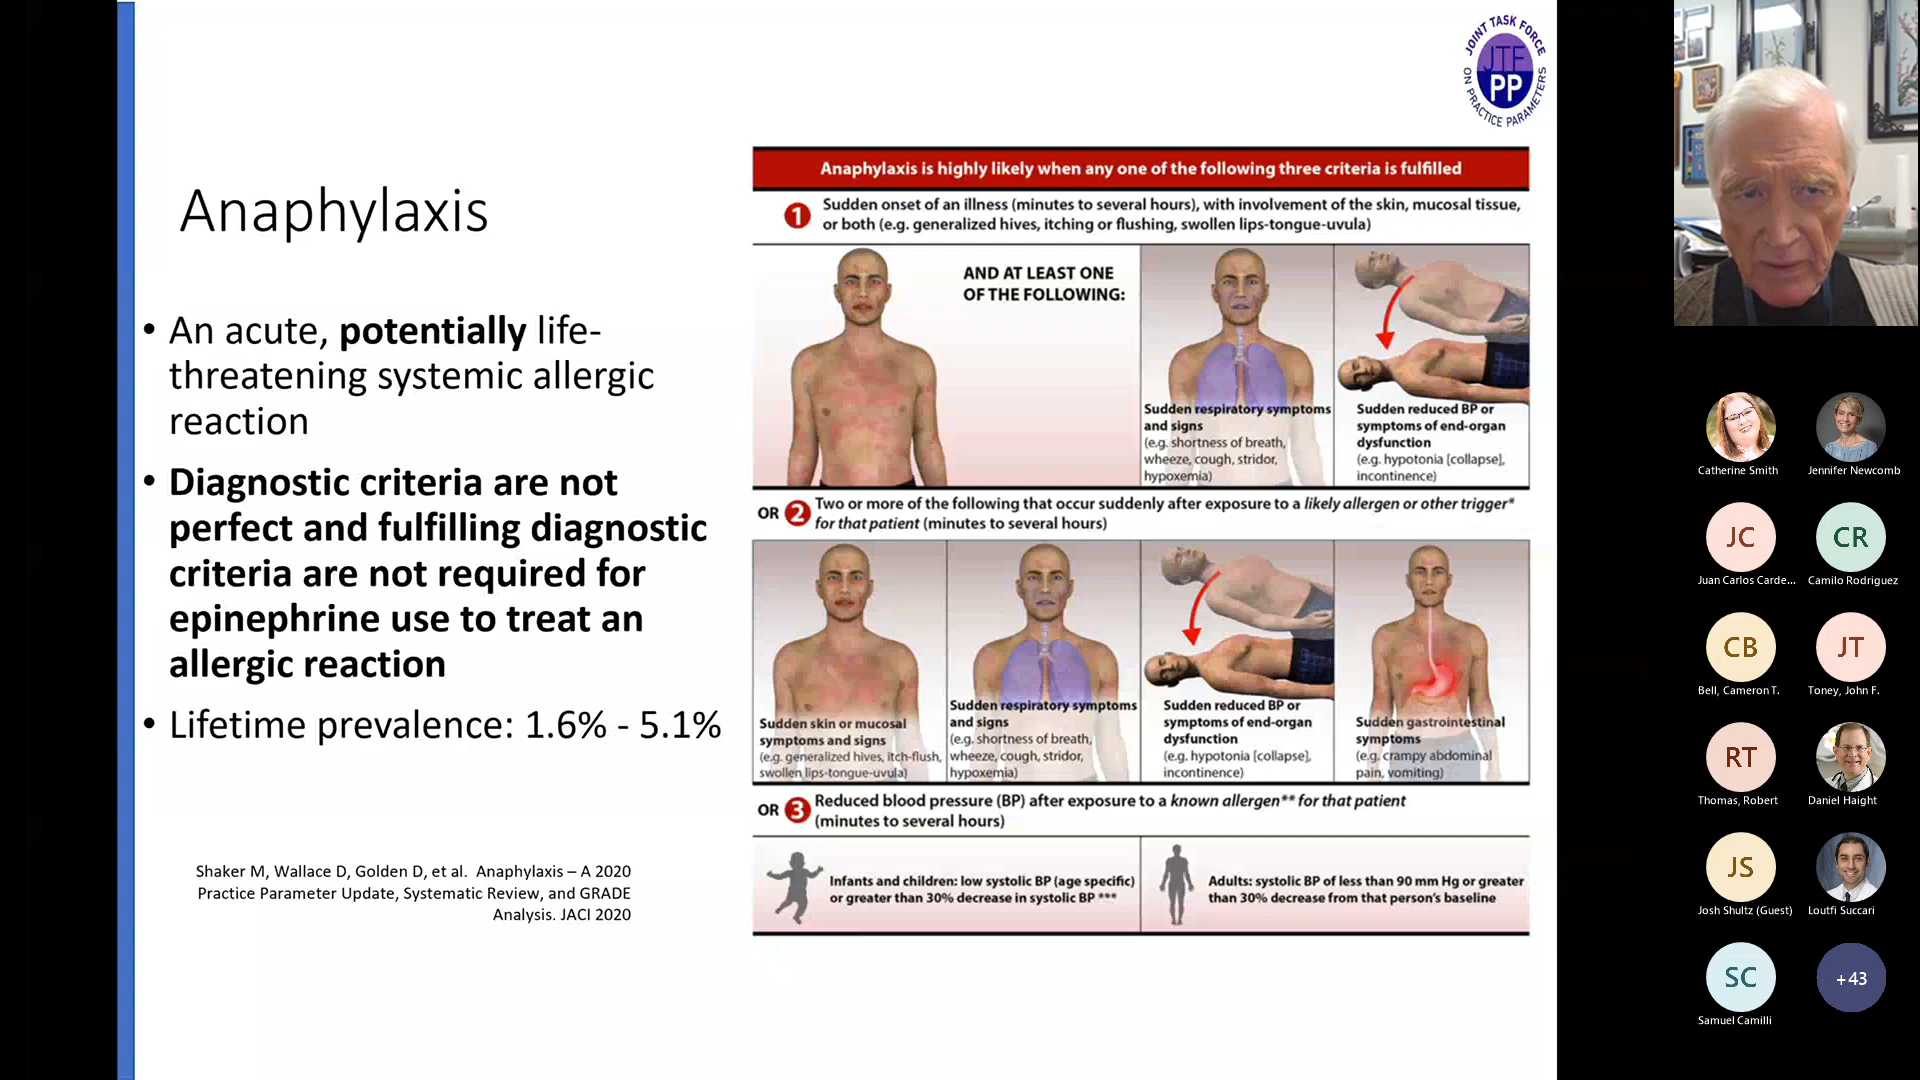 JOINT TASK FORCE
JTF
PP
ON PRACTICE PARAMETERS
Anaphylaxis
• An acute, potentially life-
threatening systemic allergic
reaction
• Diagnostic criteria are not
perfect and fulfilling diagnostic
criteria are not required for
epinephrine use to treat an
allergic reaction
• Lifetime prevalence: 1.6% - 5.1%
Shaker M, Wallace D, Golden D, et al. Anaphylaxis – A 2020
Practice Parameter Update, Systematic Review, and GRADE
Analysis. JACI 2020
Anaphylaxis is highly likely when any one of the following three criteria is fulfilled
1 Sudden onset of an illness (minutes to several hours), with involvement of the skin, mucosal tissue,
or both (e.g. generalized hives, itching or flushing, swollen lips-tongue-uvula)
AND AT LEAST ONE
OF THE FOLLOWING:
Sudden respiratory symptoms
and signs
(e.g. shortness of breath,
wheeze, cough, stridor,
hypoxemia)
Sudden reduced BP or
symptoms of end-organ
dysfunction
(e.g. hypotonia [collapse],
incontinence)
OR 2 Two or more of the following that occur suddenly after exposure to a likely allergen or other trigger*
for that patient (minutes to several hours)
Sudden skin or mucosal
symptoms and signs
(e.g. generalized hives, itch-flush,
swollen lips-tongue-uvula)
Sudden respiratory symptoms
and signs
(e.g. shortness of breath,
wheeze, cough, stridor,
hypoxemia)
Sudden reduced BP or
symptoms of end-organ
dysfunction
(e.g. hypotonia [collapse],
incontinence)
Sudden gastrointestinal
symptoms
(e.g. crampy abdominal
pain, vomiting)
OR 3 Reduced blood pressure (BP) after exposure to a known allergen** for that patient
(minutes to several hours)
Infants and children: low systolic BP (age specific)
or greater than 30% decrease in systolic BP ***
Adults: systolic BP of less than 90 mm Hg or greater
than 30% decrease from that person's baseline
Catherine Smith
Jennifer Newcomb
JC
Juan Carlos Carde...
CR
Camilo Rodriguez
CB
Bell, Cameron T.
JT
Toney, John F.
RT
Thomas, Robert
Daniel Haight
JS
Josh Shultz (Guest)
Loutfi Succari
SC
Samuel Camilli
+43